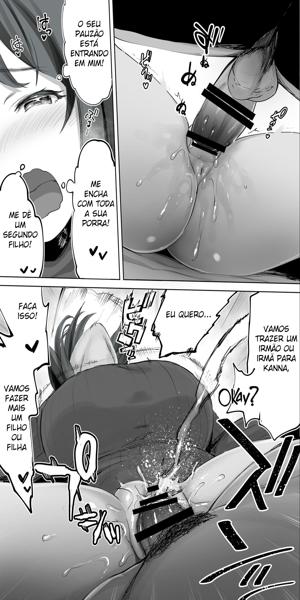 O SEU
PAUZÃO
ESTÁ
ENTRANDO
EM MIM!
ME
ENCHA
COM TODA
A SUA
PORRA!
ME DÊ UM
SEGUNDO
FILHO!
VAMOS
TRAZER UM
IRMÃO OU
IRMÃ PARA
KANNA,
EU QUERO...
FAÇA
ISSO!
VAMOS
FAZER
MAIS UM
FILHO OU
FILHA
Okay?